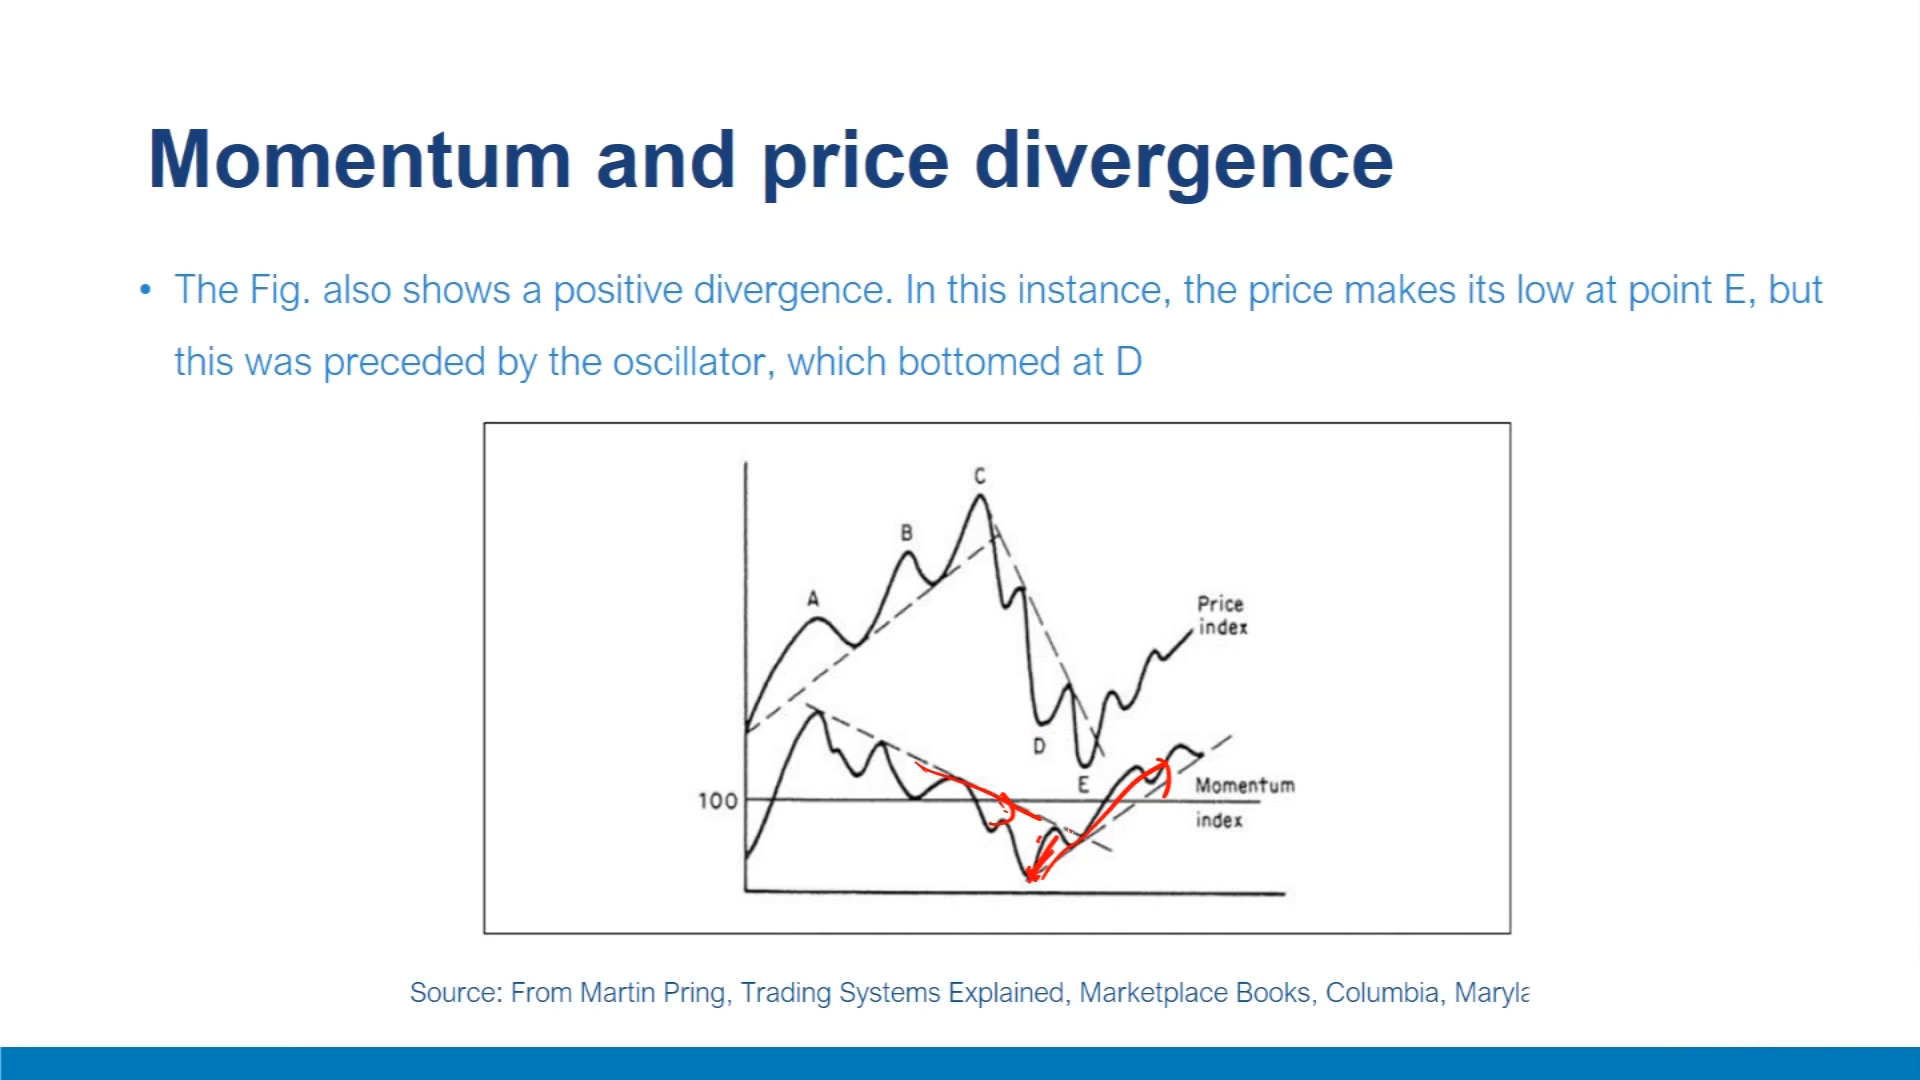 Momentum and price divergence
• The Fig. also shows a positive divergence. In this instance, the price makes its low at point E, but
this was preceded by the oscillator, which bottomed at D
C
B
A
Price
index
D
E
Momentum
100
index
Source: From Martin Pring, Trading Systems Explained, Marketplace Books, Columbia, Maryla